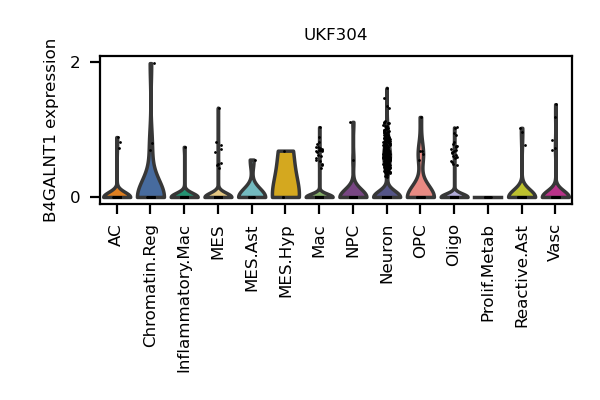 UKF304
B4GALNT1 expression
2
0
AC
Chromatin.Reg
Inflammatory.Mac
MES
MES.Ast
MES.Hyp
Mac
NPC
Neuron
OPC
Oligo
Prolif.Metab
Reactive.Ast
Vasc